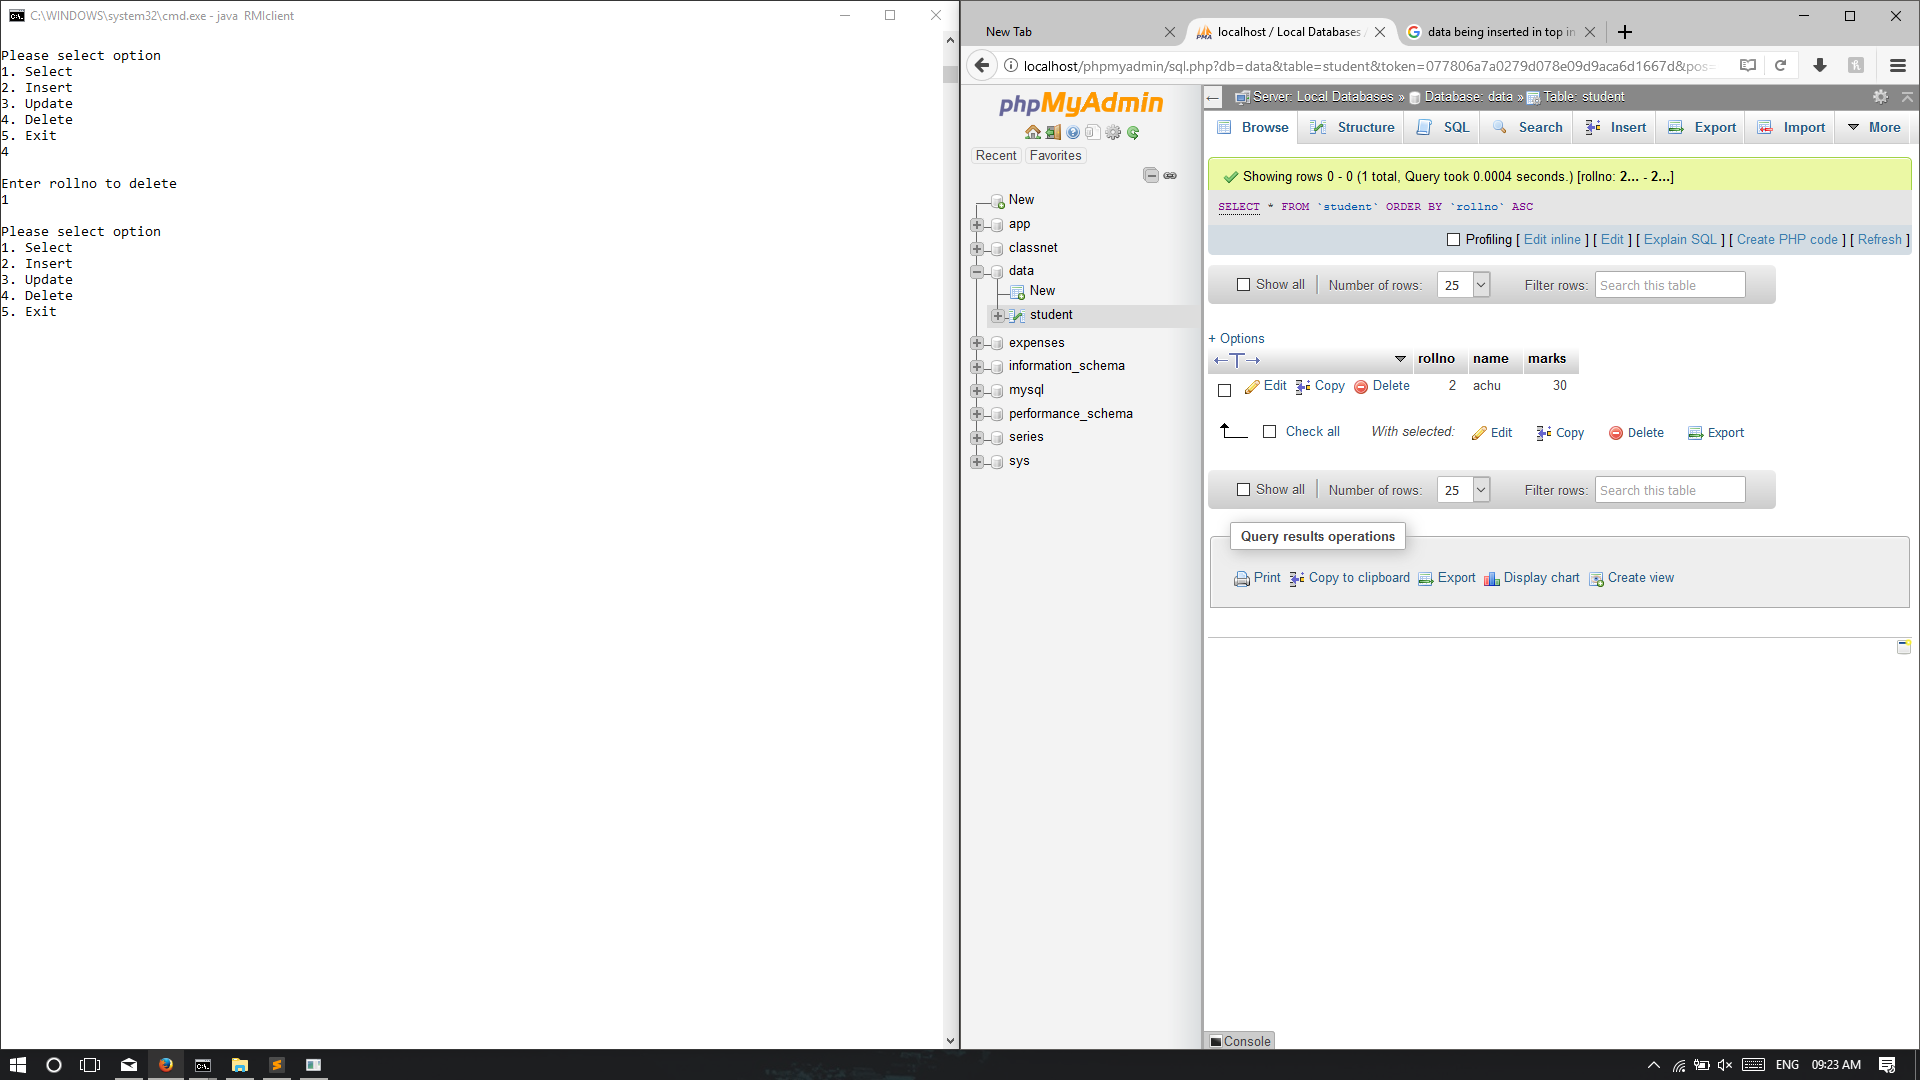 C:\WINDOWS\system32\cmd.exe - java RMIclient
Please select option
1. Select
2. Insert
3. Update
4. Delete
5. Exit
4
Enter rollno to delete
1
Please select option
1. Select
2. Insert
3. Update
4. Delete
5. Exit
New Tab
localhost / Local Databases /
data being inserted in top in
localhost/phpmyadmin/sql.php?db=data&table=student&token=077806a7a0279d078e09d9aca6d1667d&pos=
phpMyAdmin
Recent Favorites
New
app
classnet
data
New
student
expenses
information_schema
mysql
performance_schema
series
sys
Server: Local Databases » Database: data » Table: student
Browse Structure SQL Search Insert Export Import More
Showing rows 0 - 0 (1 total, Query took 0.0004 seconds.) [rollno: 2... - 2...]
SELECT * FROM `student` ORDER BY `rollno` ASC
Profiling [ Edit inline ] [ Edit ] [ Explain SQL ] [ Create PHP code ] [ Refresh ]
Show all Number of rows: 25 Filter rows: Search this table
+ Options
←T→ rollno name marks
Edit Copy Delete 2 achu 30
Check all With selected: Edit Copy Delete Export
Show all Number of rows: 25 Filter rows: Search this table
Query results operations
Print Copy to clipboard Export Display chart Create view
Console
ENG 09:23 AM